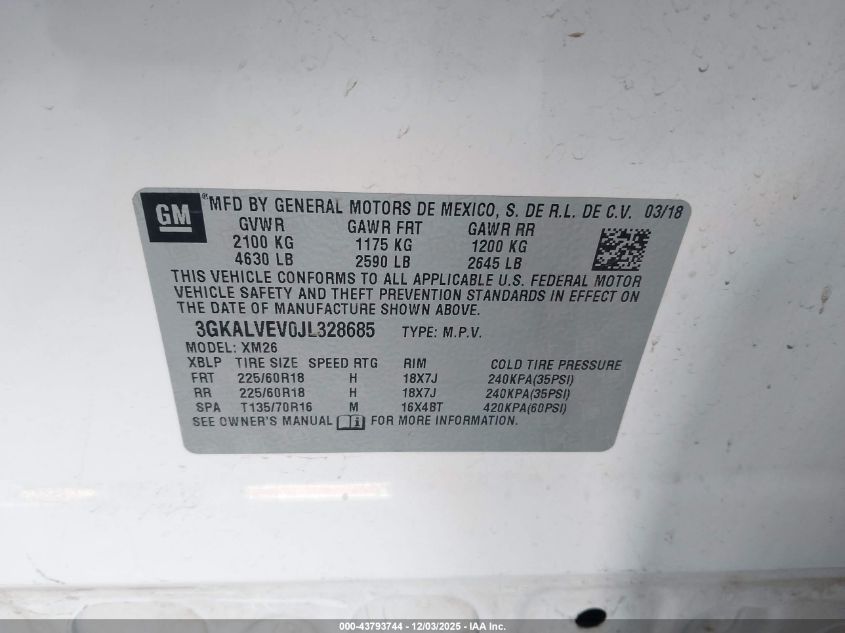 GM ® MFD BY GENERAL MOTORS DE MEXICO, S. DE R.L. DE C.V. 03/18
GVWR GAWR FRT GAWR RR
2100 KG 1175 KG 1200 KG
4630 LB 2590 LB 2645 LB
THIS VEHICLE CONFORMS TO ALL APPLICABLE U.S. FEDERAL MOTOR
VEHICLE SAFETY AND THEFT PREVENTION STANDARDS IN EFFECT ON
THE DATE OF MANUFACTURE SHOWN ABOVE.
3GKALVEV0JL328685 TYPE: M.P.V.
MODEL: XM26
XBLP TIRE SIZE SPEED RTG RIM COLD TIRE PRESSURE
FRT 225/60R18 H 18X7J 240KPA(35PSI)
RR 225/60R18 H 18X7J 240KPA(35PSI)
SPA T135/70R16 M 16X4BT 420KPA(60PSI)
SEE OWNER'S MANUAL FOR MORE INFORMATION.
000-43793744 - 12/03/2025 - IAA Inc.